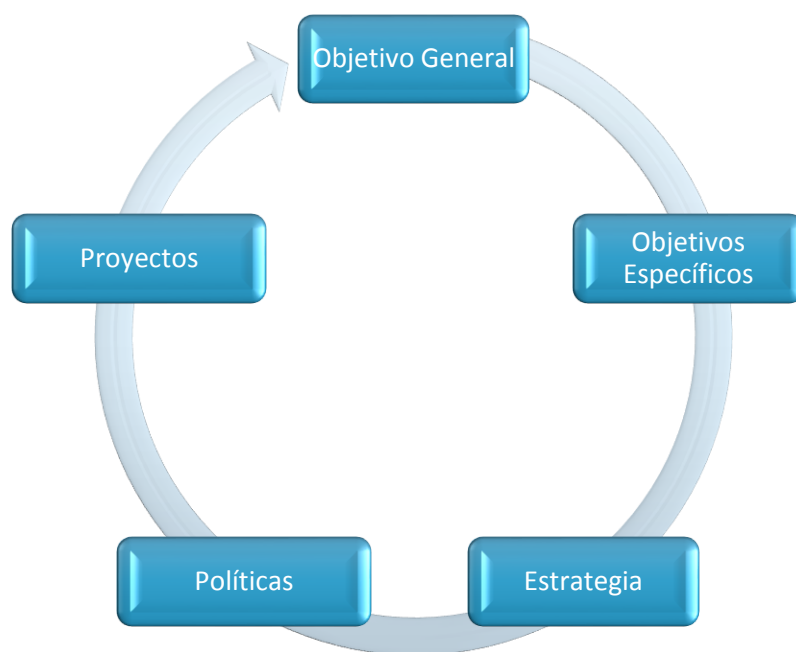 Objetivo General
Objetivos
Específicos
Estrategia
Políticas
Proyectos